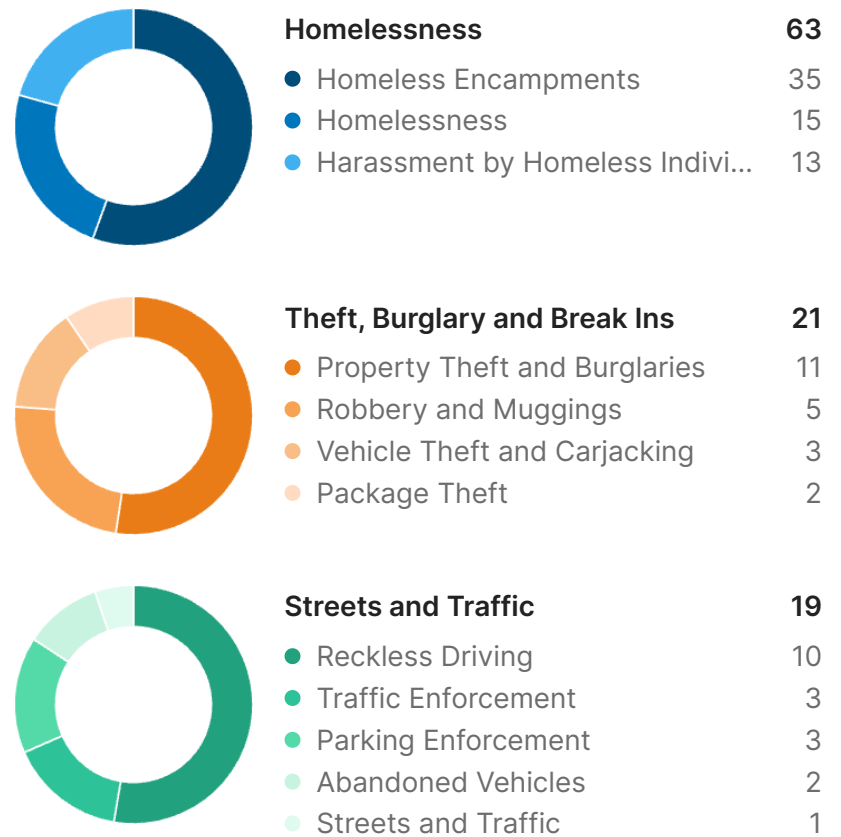 Homelessness 63
Homeless Encampments 35
Homelessness 15
Harassment by Homeless Indivi... 13
Theft, Burglary and Break Ins 21
Property Theft and Burglaries 11
Robbery and Muggings 5
Vehicle Theft and Carjacking 3
Package Theft 2
Streets and Traffic 19
Reckless Driving 10
Traffic Enforcement 3
Parking Enforcement 3
Abandoned Vehicles 2
Streets and Traffic 1